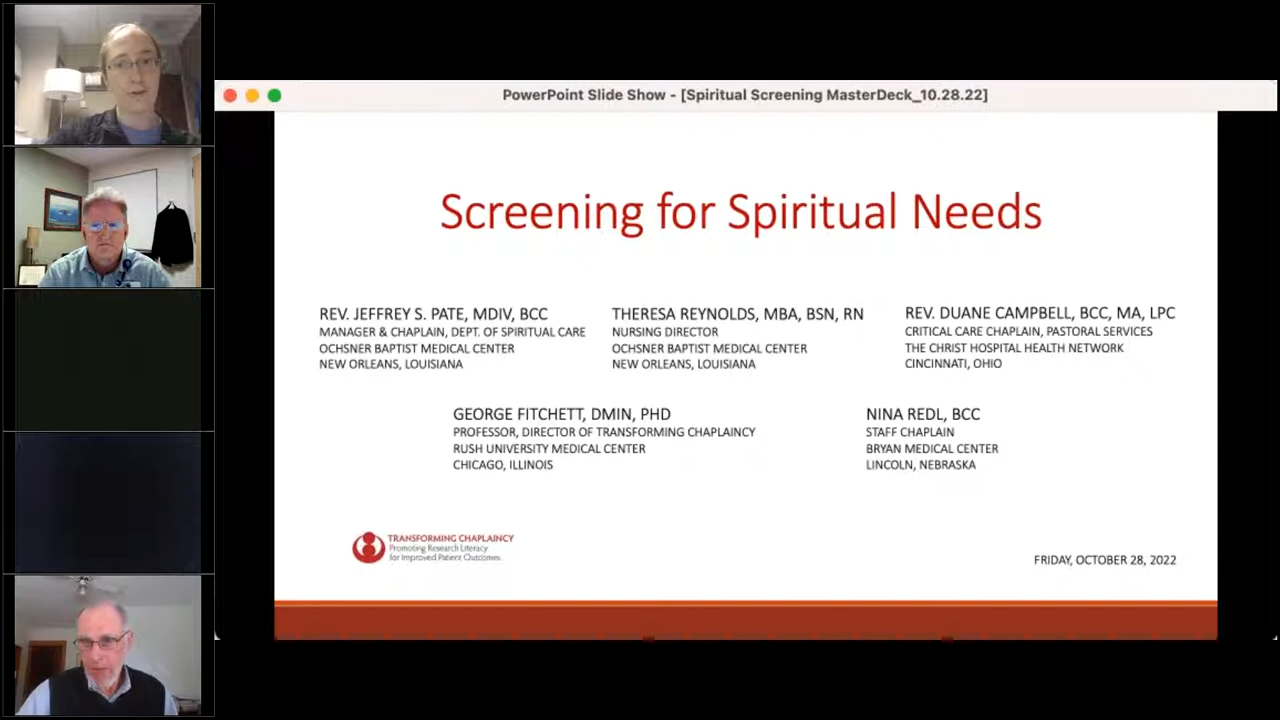 PowerPoint Slide Show - [Spiritual Screening MasterDeck_10.28.22]
Screening for Spiritual Needs
REV. JEFFREY S. PATE, MDIV, BCC
MANAGER & CHAPLAIN, DEPT. OF SPIRITUAL CARE
OCHSNER BAPTIST MEDICAL CENTER
NEW ORLEANS, LOUISIANA
THERESA REYNOLDS, MBA, BSN, RN
NURSING DIRECTOR
OCHSNER BAPTIST MEDICAL CENTER
NEW ORLEANS, LOUISIANA
REV. DUANE CAMPBELL, BCC, MA, LPC
CRITICAL CARE CHAPLAIN, PASTORAL SERVICES
THE CHRIST HOSPITAL HEALTH NETWORK
CINCINNATI, OHIO
GEORGE FITCHETT, DMIN, PHD
PROFESSOR, DIRECTOR OF TRANSFORMING CHAPLAINCY
RUSH UNIVERSITY MEDICAL CENTER
CHICAGO, ILLINOIS
NINA REDL, BCC
STAFF CHAPLAIN
BRYAN MEDICAL CENTER
LINCOLN, NEBRASKA
TRANSFORMING CHAPLAINCY
Promoting Research Literacy
for Improved Patient Outcomes.
FRIDAY, OCTOBER 28, 2022